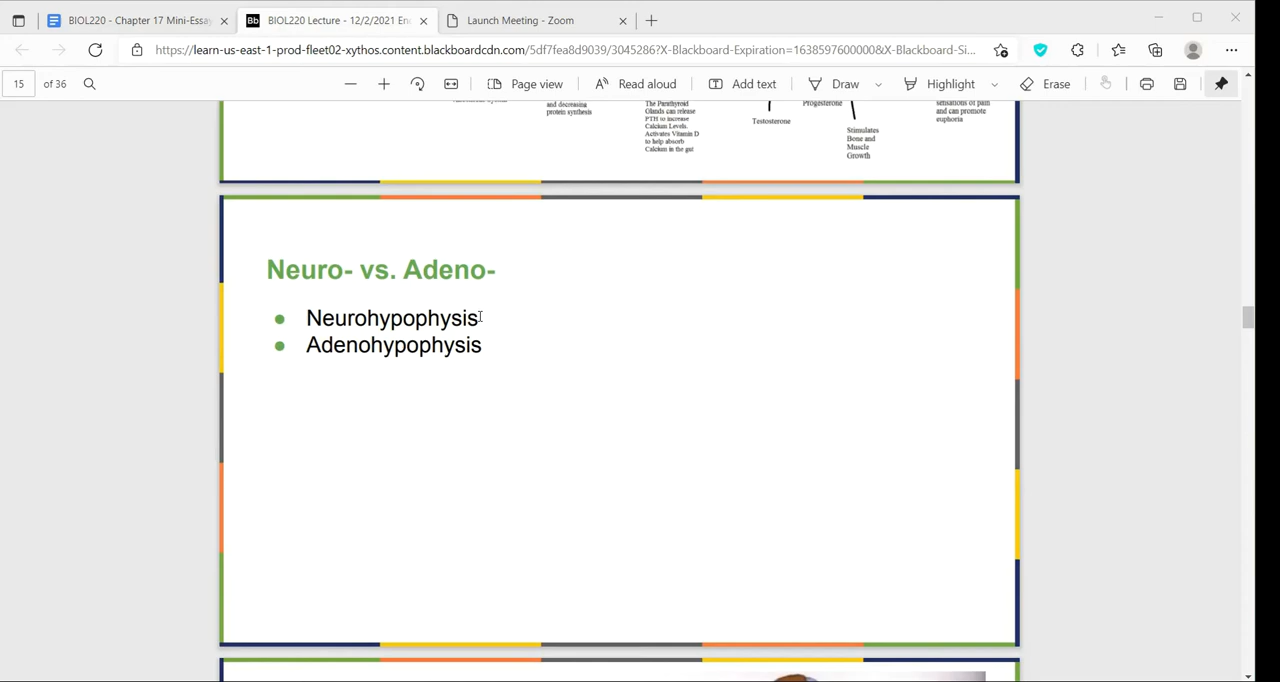 BIOL220 - Chapter 17 Mini-Essay
BIOL220 Lecture - 12/2/2021 En
Launch Meeting - Zoom
https://learn-us-east-1-prod-fleet02-xythos.content.blackboardcdn.com/5df7fea8d9039/3045286?X-Blackboard-Expiration=1638597600000&X-Blackboard-Si...
15 of 36
Page view
Read aloud
Add text
Draw
Highlight
Erase
and decreasing
protein synthesis
The Parathyroid
Glands can release
PTH to increase
Calcium Levels.
Activates Vitamin D
to help absorb
Calcium in the gut
Testosterone
Progesterone
Stimulates
Bone and
Muscle
Growth
sensations of pain
and can promote
euphoria
Neuro- vs. Adeno-
● Neurohypophysis
● Adenohypophysis